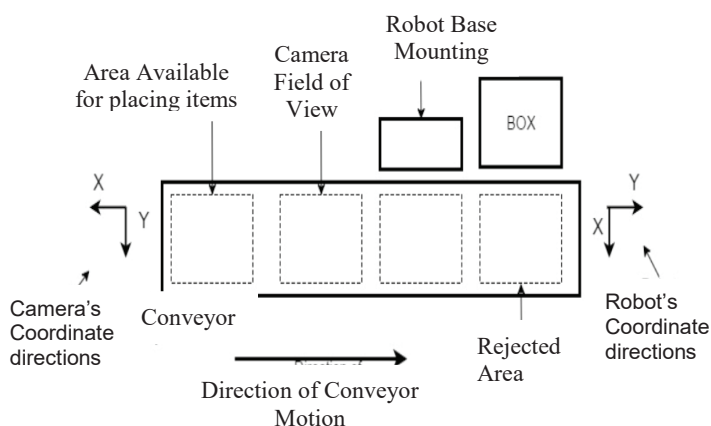 Robot Base
Mounting
Camera
Field of
View
Area Available
for placing items
BOX
X
Y
Y
X
Camera's
Coordinate
directions
Conveyor
Robot's
Coordinate
directions
Rejected
Area
Direction of Conveyor
Motion